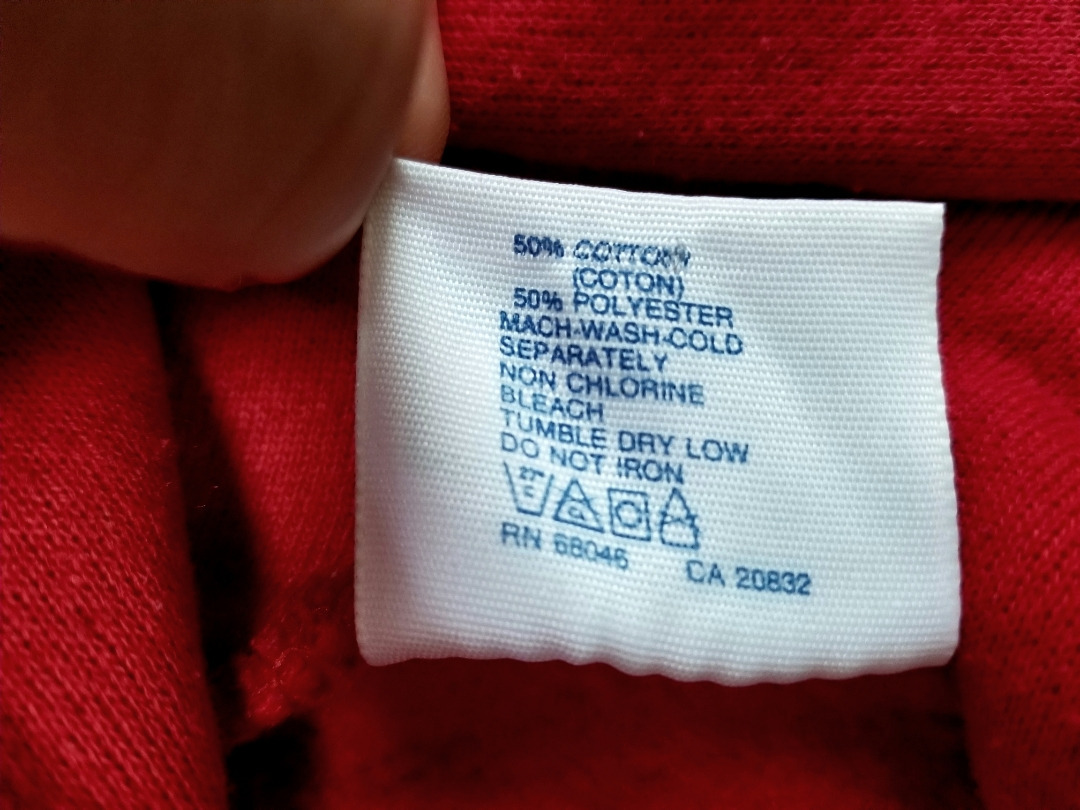 50% COTTON
(COTON)
50% POLYESTER
MACH-WASH-COLD
SEPARATELY
NON CHLORINE
BLEACH
TUMBLE DRY LOW
DO NOT IRON
RN 68046 CA 20832